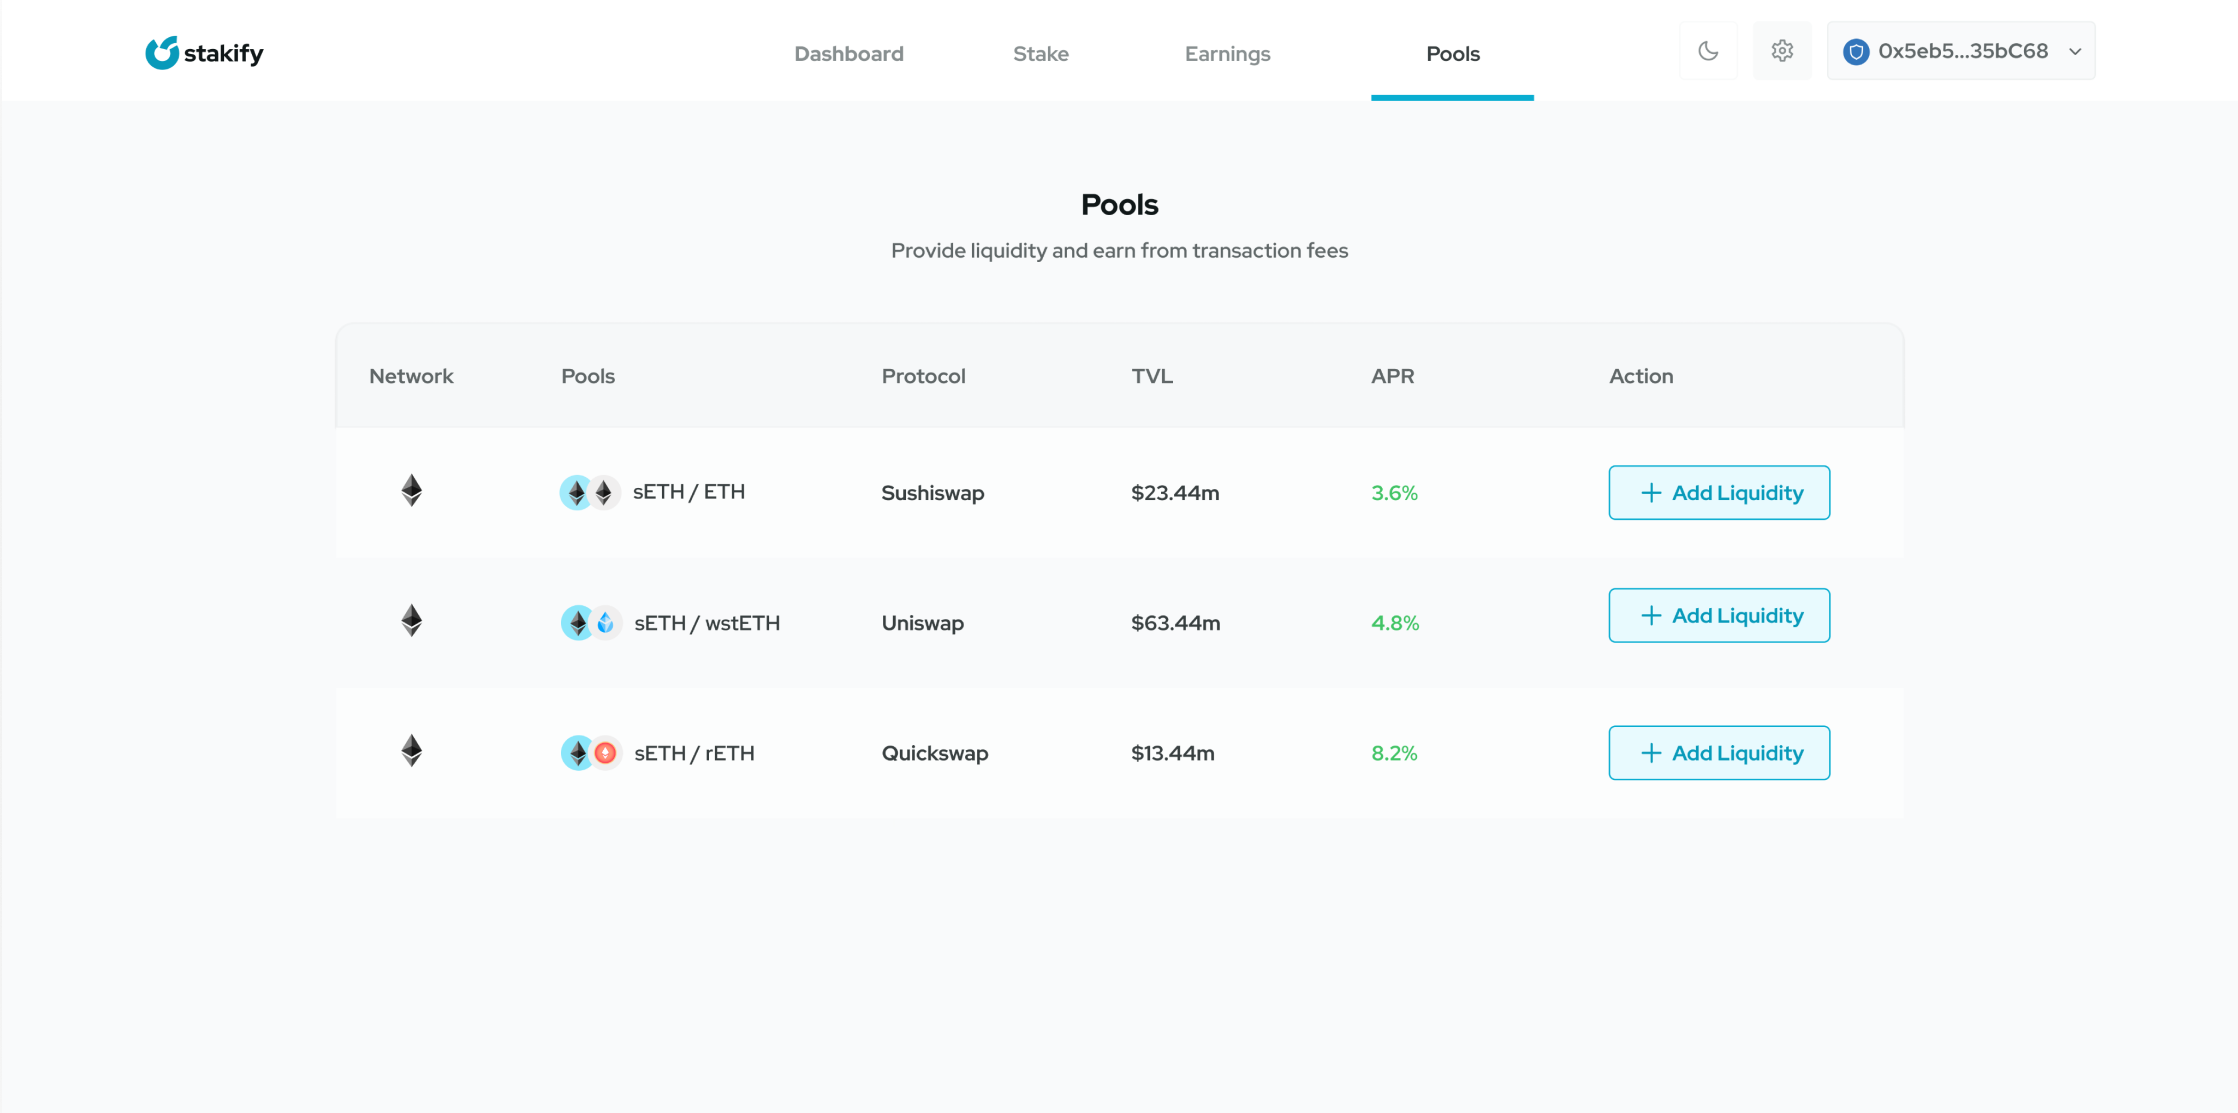 stakify Dashboard Stake Earnings Pools 0x5eb5...35bC68
Pools
Provide liquidity and earn from transaction fees
Network Pools Protocol TVL APR Action
sETH / ETH Sushiswap $23.44m 3.6% Add Liquidity
sETH / wstETH Uniswap $63.44m 4.8% Add Liquidity
sETH / rETH Quickswap $13.44m 8.2% Add Liquidity